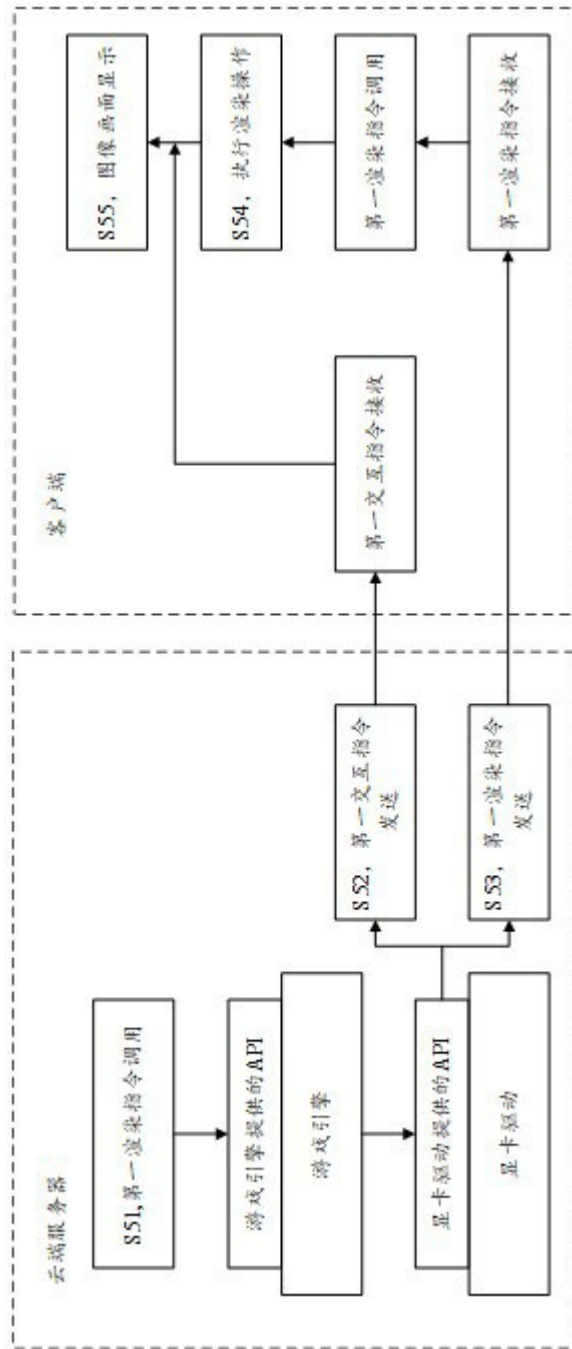 云端服务器
S51,第一渲染指令调用
游戏引擎提供的API
游戏引擎
显卡驱动提供的API
显卡驱动
S52，第一交互指令
发送
S53，第一渲染指令
发送
客户端
第一交互指令接收
S55，图像画面显示
S54，执行渲染操作
第一渲染指令调用
第一渲染指令接收